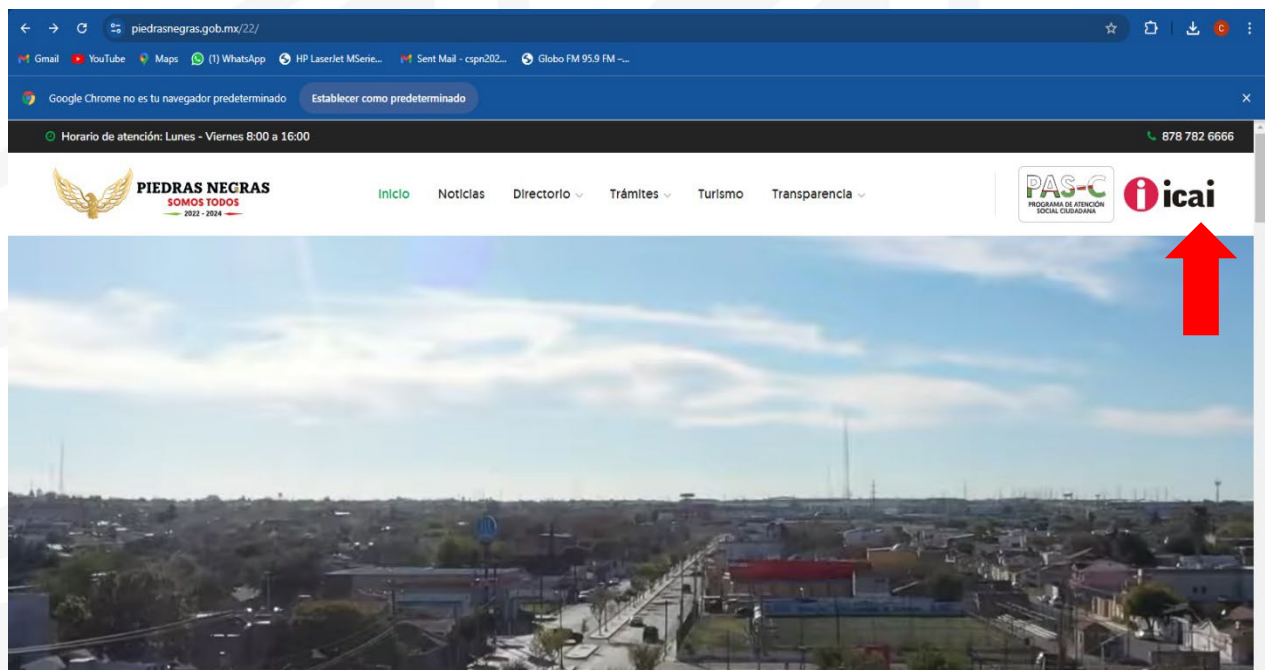 piedrasnegras.gob.mx/22/
C
Gmail YouTube Maps (1) WhatsApp HP LaserJet MSerie... Sent Mail - cspn202... Globo FM 95.9 FM –...
Google Chrome no es tu navegador predeterminado Establecer como predeterminado
Horario de atención: Lunes - Viernes 8:00 a 16:00 878 782 6666
PIEDRAS NEGRAS
SOMOS TODOS
2022 - 2024
Inicio Noticias Directorio Trámites Turismo Transparencia
PAS-C
PROGRAMA DE ATENCIÓN
SOCIAL CIUDADANA
i icai